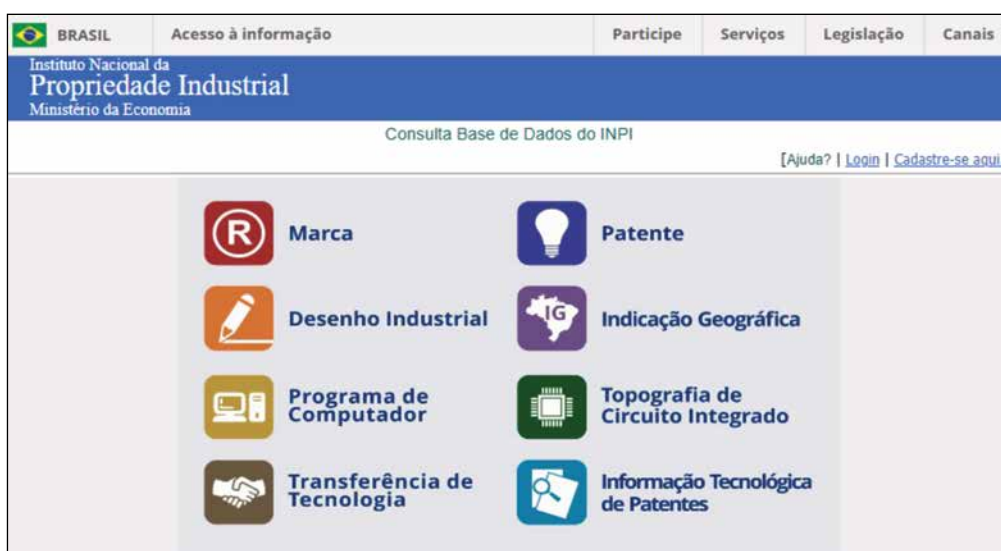 BRASIL Acesso à informação Participe Serviços Legislação Canais
Instituto Nacional da
Propriedade Industrial
Ministério da Economia
Consulta Base de Dados do INPI
[Ajuda? | Login | Cadastre-se aqui.
R Marca
Patente
Desenho Industrial
IG Indicação Geográfica
Programa de
Computador
Topografia de
Circuito Integrado
Transferência de
Tecnologia
Informação Tecnológica
de Patentes